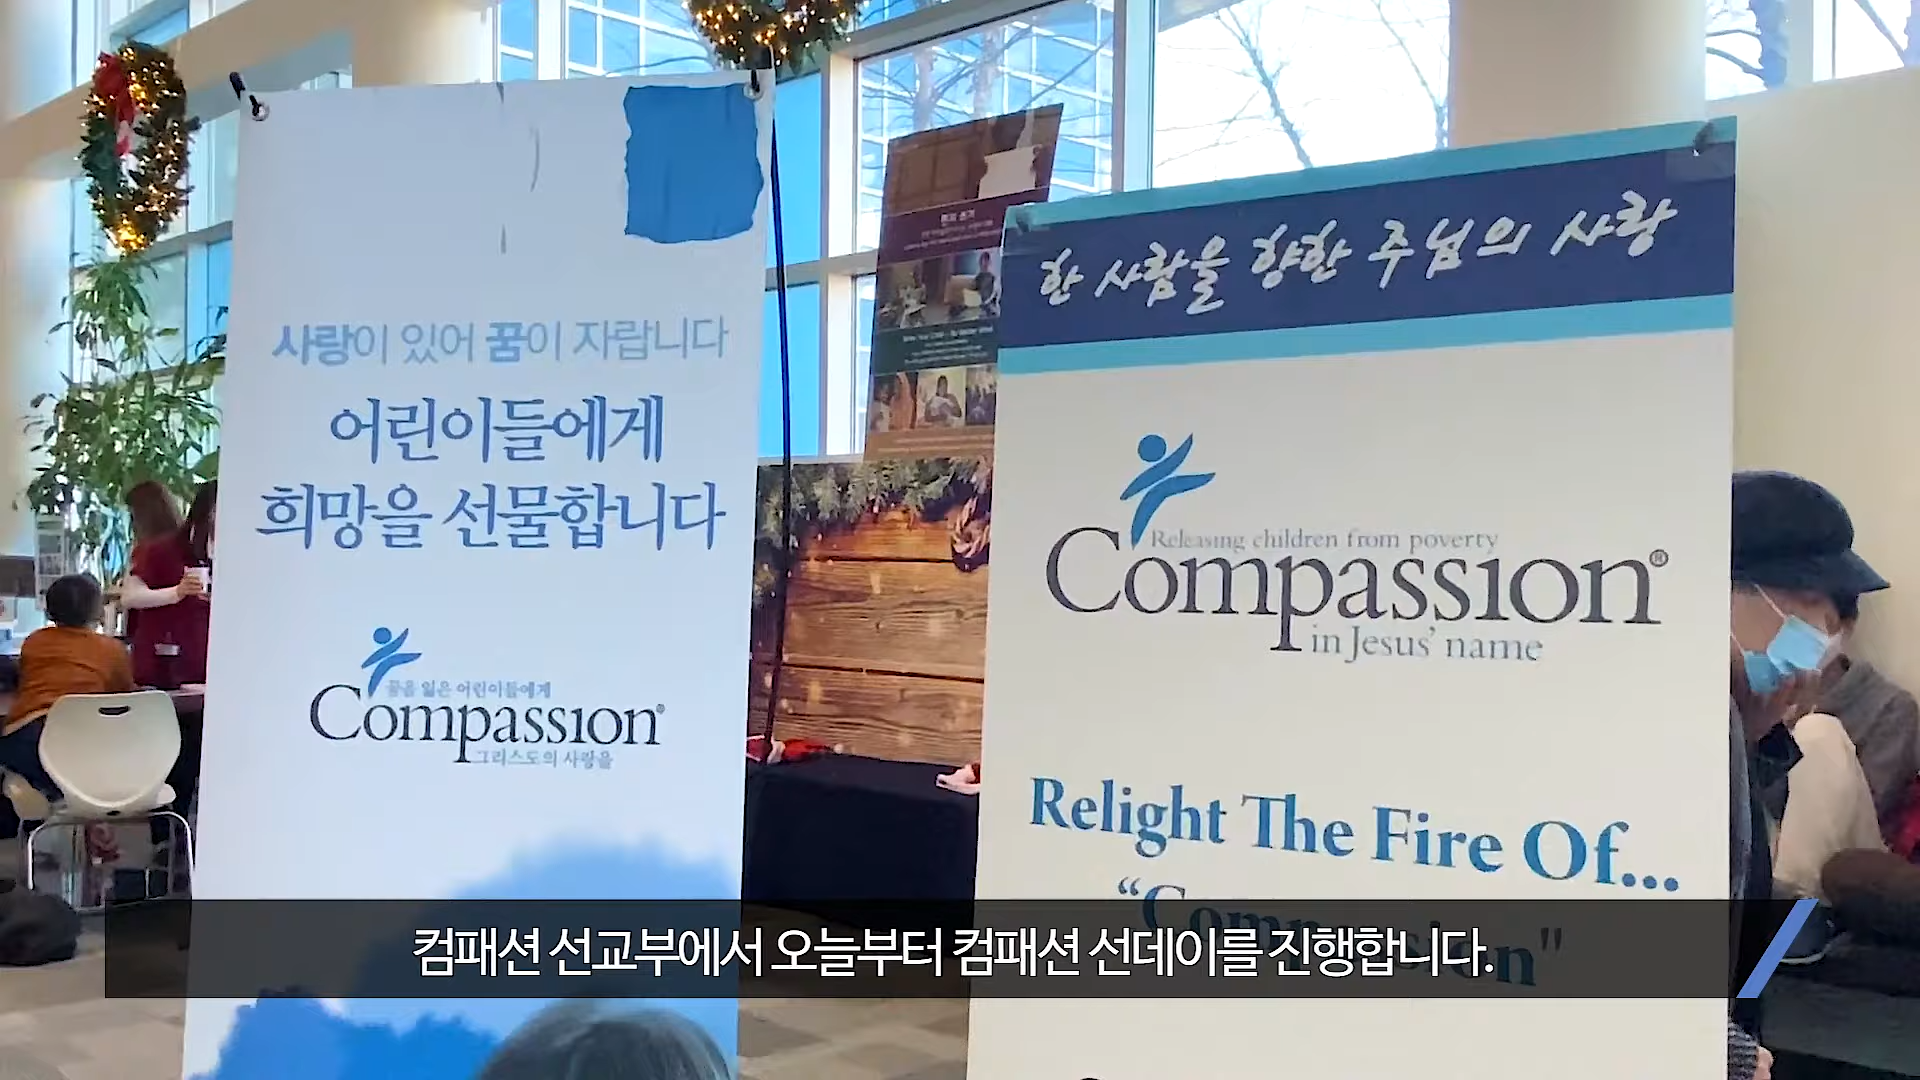 사랑이 있어 꿈이 자랍니다
어린이들에게
희망을 선물합니다
꿈을 잃은 어린이들에게
Compassion®
그리스도의 사랑을
한 사람을 향한 주님의 사랑
Releasing children from poverty
Compassion®
in Jesus' name
Relight The Fire Of...
"Compassion"
컴패션 선교부에서 오늘부터 컴패션 선데이를 진행합니다.